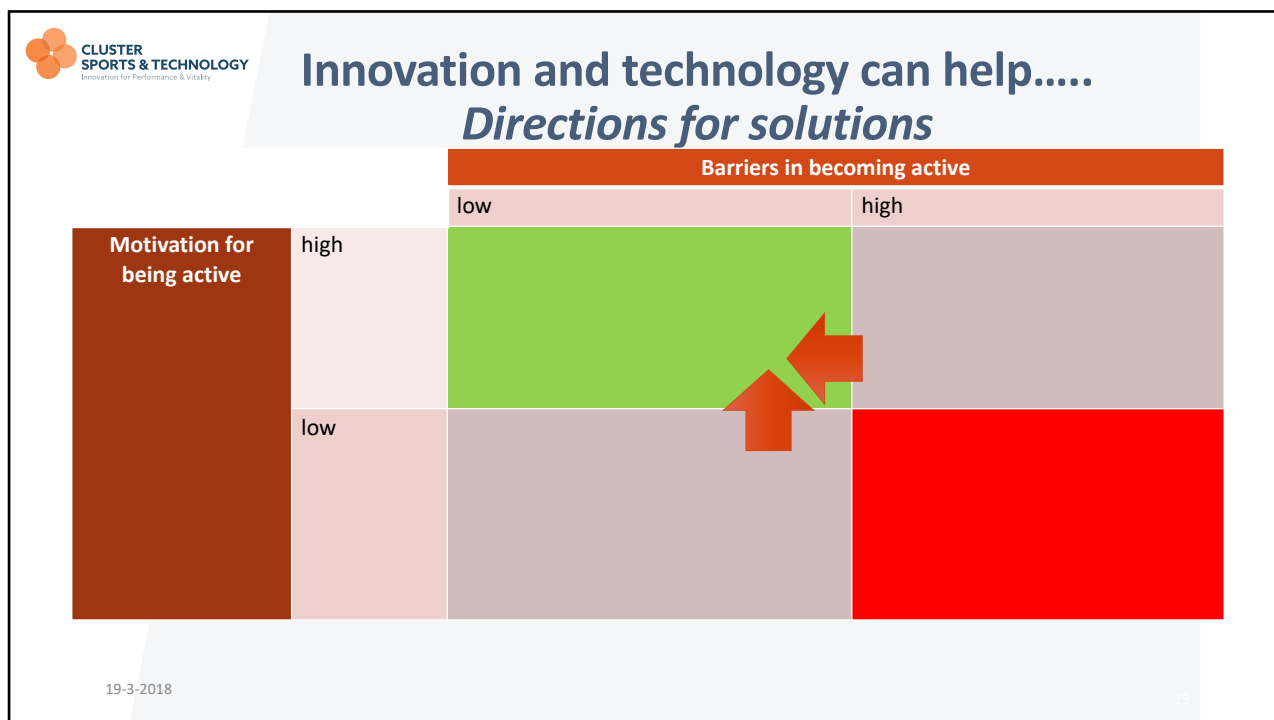 CLUSTER
SPORTS & TECHNOLOGY
Innovation for Performance & Vitality
Innovation and technology can help.....
Directions for solutions
Barriers in becoming active
low
high
Motivation for
being active
high
low
19-3-2018
19